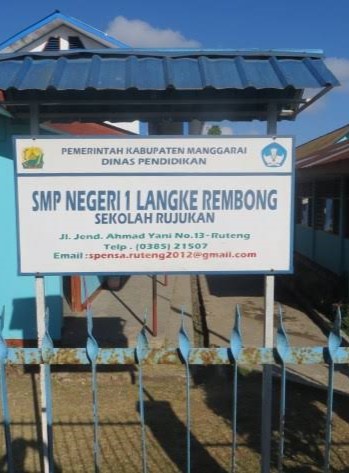 PEMERINTAH KABUPATEN MANGGARAI
DINAS PENDIDIKAN
SMP NEGERI 1 LANGKE REMBONG
SEKOLAH RUJUKAN
Jl. Jend. Ahmad Yani No.13-Ruteng
Telp. (0385) 21507
Email:spensa.ruteng2012@gmail.com